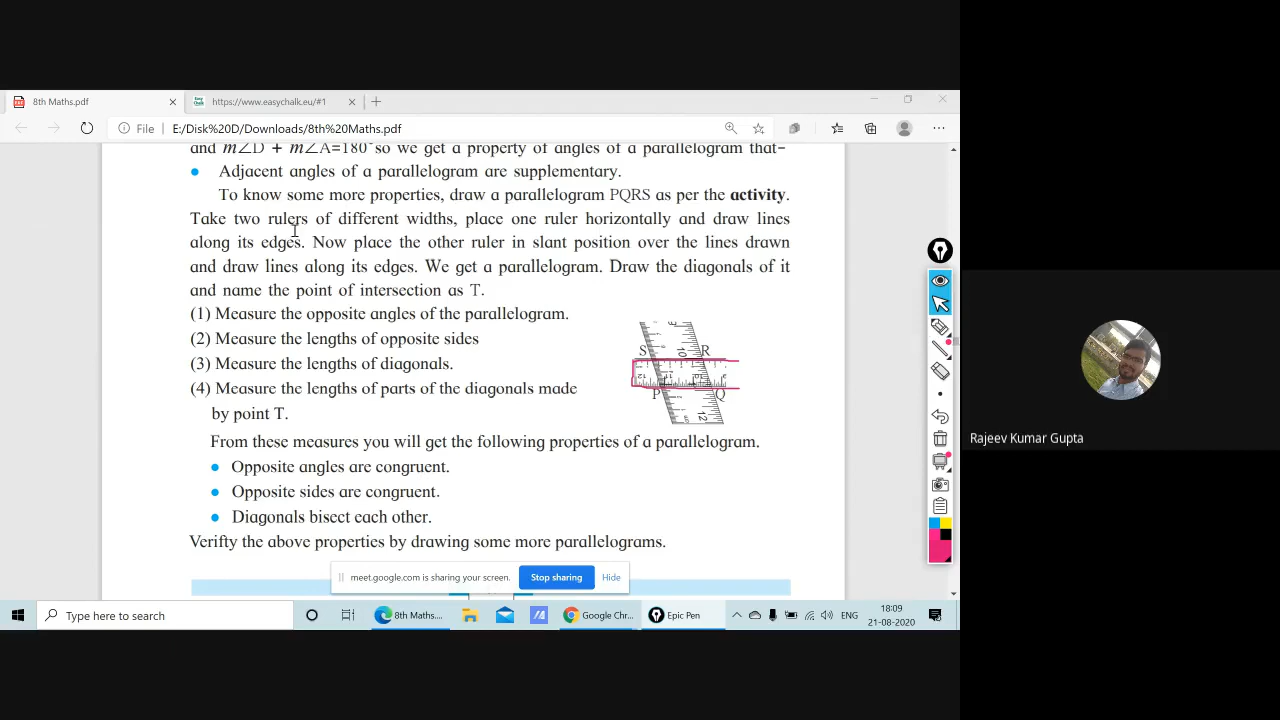 8th Maths.pdf
https://www.easychalk.eu/#1
File
E:/Disk%20D/Downloads/8th%20Maths.pdf
and m∠D + m∠A=180° so we get a property of angles of a parallelogram that-
• Adjacent angles of a parallelogram are supplementary.
To know some more properties, draw a parallelogram PQRS as per the activity.
Take two rulers of different widths, place one ruler horizontally and draw lines
along its edges. Now place the other ruler in slant position over the lines drawn
and draw lines along its edges. We get a parallelogram. Draw the diagonals of it
and name the point of intersection as T.
(1) Measure the opposite angles of the parallelogram.
(2) Measure the lengths of opposite sides
(3) Measure the lengths of diagonals.
(4) Measure the lengths of parts of the diagonals made
by point T.
S
R
P
Q
10
12
From these measures you will get the following properties of a parallelogram.
• Opposite angles are congruent.
• Opposite sides are congruent.
• Diagonals bisect each other.
Verifty the above properties by drawing some more parallelograms.
meet.google.com is sharing your screen.
Stop sharing
Hide
Type here to search
8th Maths....
Google Chr...
Epic Pen
ENG
18:09
21-08-2020
Rajeev Kumar Gupta